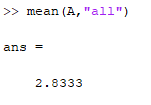 >> mean(A,"all")
ans =
2.8333